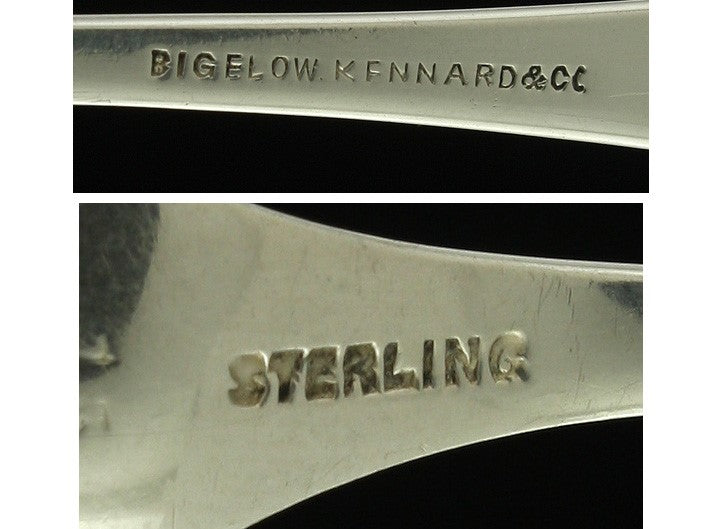 BIGELOW. KENNARD & CO
STERLING